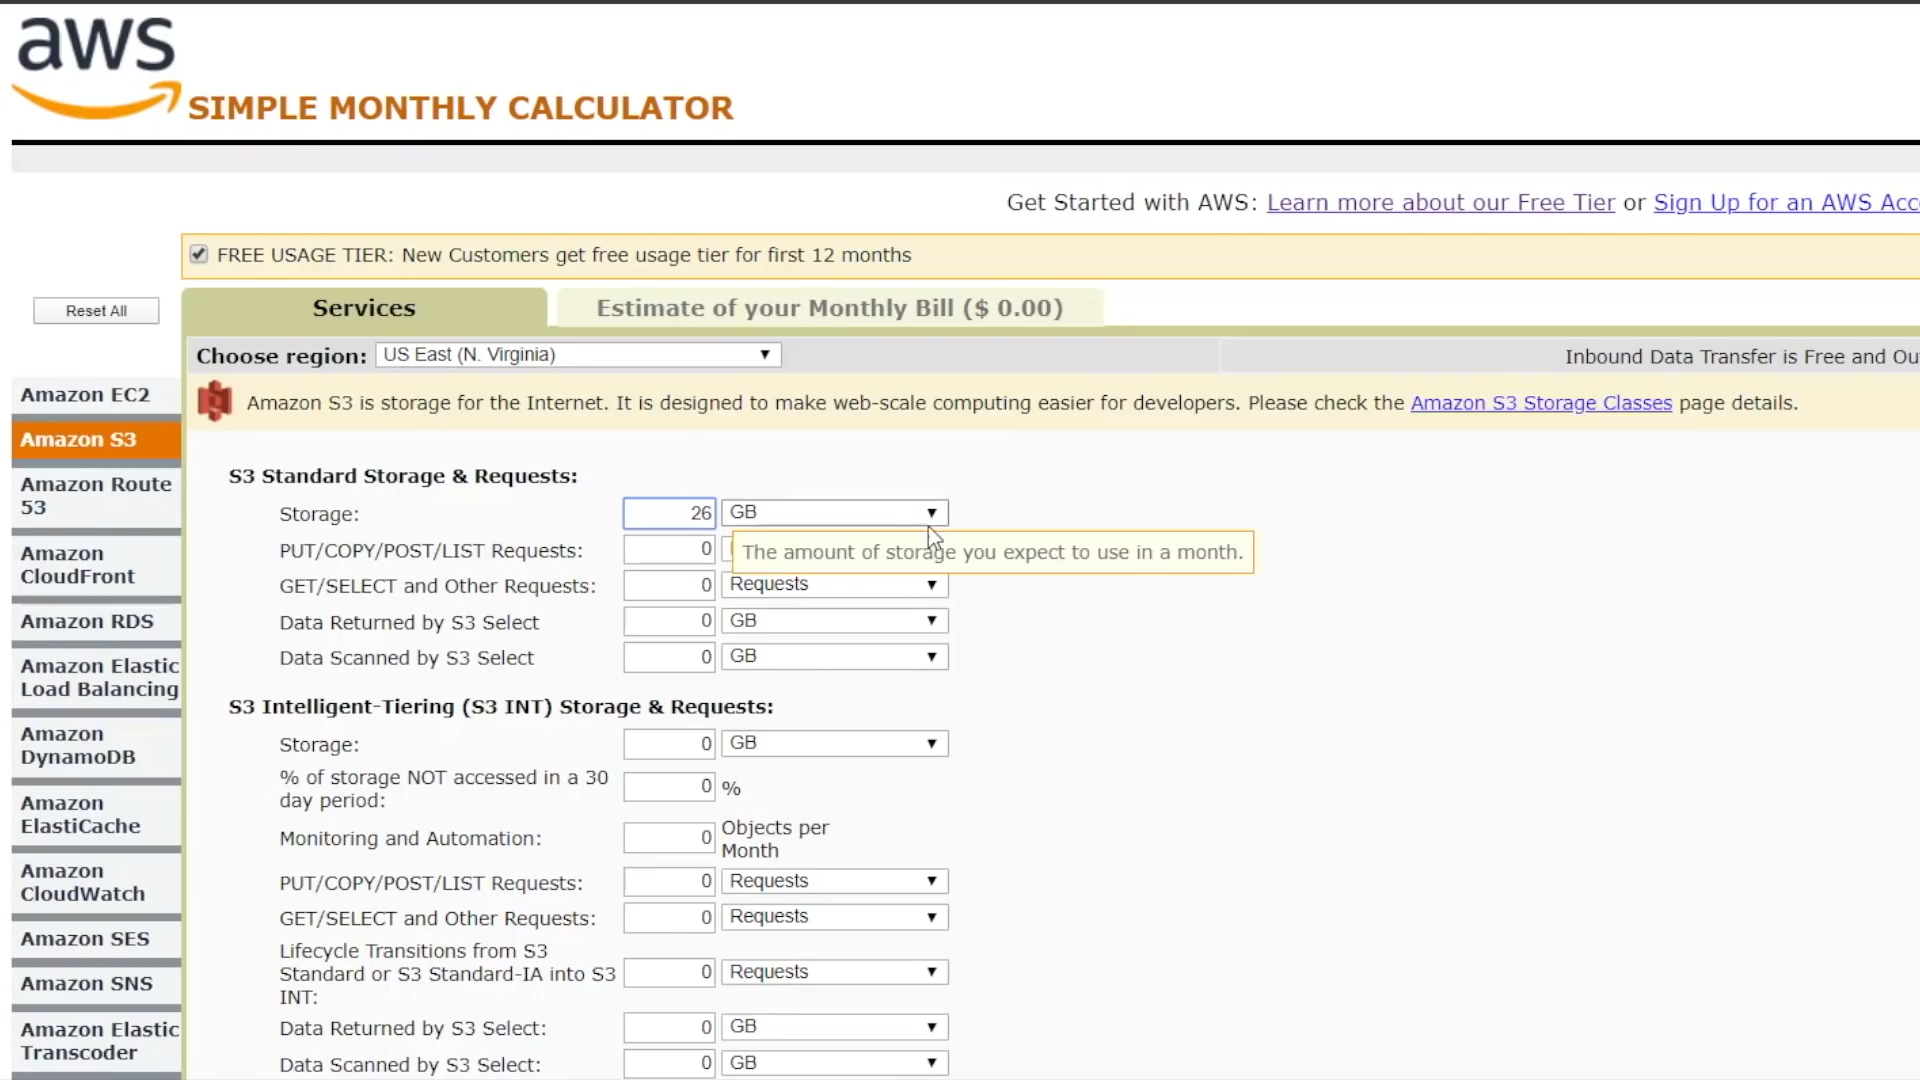 aws
SIMPLE MONTHLY CALCULATOR
Get Started with AWS: Learn more about our Free Tier or Sign Up for an AWS Acc
FREE USAGE TIER: New Customers get free usage tier for first 12 months
Reset All
Services
Estimate of your Monthly Bill ($ 0.00)
Choose region: US East (N. Virginia)
Inbound Data Transfer is Free and Ou
Amazon S3 is storage for the Internet. It is designed to make web-scale computing easier for developers. Please check the Amazon S3 Storage Classes page details.
Amazon EC2
Amazon S3
Amazon Route
53
Amazon
CloudFront
Amazon RDS
Amazon Elastic
Load Balancing
Amazon
DynamoDB
Amazon
ElastiCache
Amazon
CloudWatch
Amazon SES
Amazon SNS
Amazon Elastic
Transcoder
S3 Standard Storage & Requests:
Storage: 26 GB
PUT/COPY/POST/LIST Requests: 0
The amount of storage you expect to use in a month.
GET/SELECT and Other Requests: 0 Requests
Data Returned by S3 Select 0 GB
Data Scanned by S3 Select 0 GB
S3 Intelligent-Tiering (S3 INT) Storage & Requests:
Storage: 0 GB
% of storage NOT accessed in a 30
day period: 0 %
Monitoring and Automation: 0 Objects per
Month
PUT/COPY/POST/LIST Requests: 0 Requests
GET/SELECT and Other Requests: 0 Requests
Lifecycle Transitions from S3
Standard or S3 Standard-IA into S3 0 Requests
INT:
Data Returned by S3 Select: 0 GB
Data Scanned by S3 Select: 0 GB